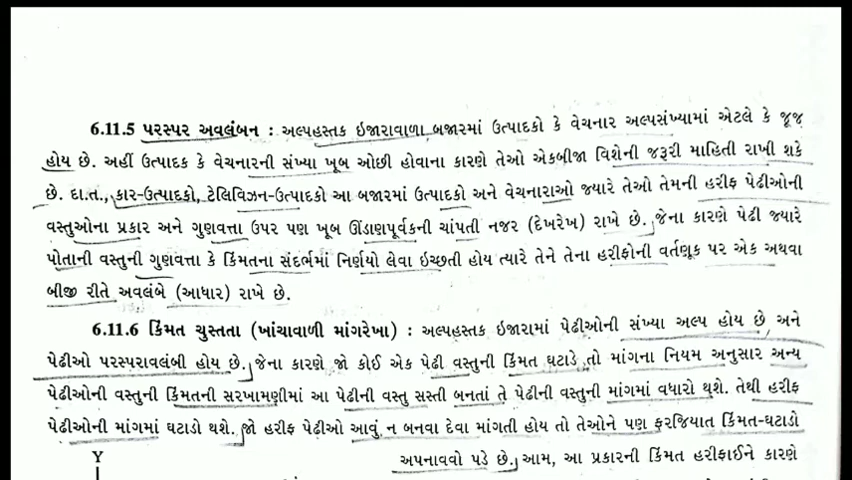 6.11.5 પરસ્પર અવલંબન : અલ્પહસ્તક ઇજારાવાળા બજારમાં ઉત્પાદકો કે વેચનાર અલ્પસંખ્યામાં એટલે કે જૂજ
હોય છે. અહીં ઉત્પાદક કે વેચનારની સંખ્યા ખૂબ ઓછી હોવાના કારણે તેઓ એકબીજા વિશેની જરૂરી માહિતી રાખી શકે
છે. દા.ત., કાર-ઉત્પાદકો, ટેલિવિઝન-ઉત્પાદકો આ બજારમાં ઉત્પાદકો અને વેચનારાઓ જ્યારે તેઓ તેમની હરીફ પેઢીઓની
વસ્તુઓના પ્રકાર અને ગુણવત્તા ઉપર પણ ખૂબ ઊંડાણપૂર્વકની ચાંપતી નજર (દેખરેખ) રાખે છે. જેના કારણે પેઢી જ્યારે
પોતાની વસ્તુની ગુણવત્તા કે કિંમતના સંદર્ભમાં નિર્ણયો લેવા ઇચ્છતી હોય ત્યારે તેને તેના હરીફોની વર્તણૂક પર એક અથવા
બીજી રીતે અવલંબે (આધાર) રાખે છે.
6.11.6 કિંમત ચુસ્તતા (ખાંચાવાળી માંગરેખા) : અલ્પહસ્તક ઇજારામાં પેઢીઓની સંખ્યા અલ્પ હોય છે અને
પેઢીઓ પરસ્પરાવલંબી હોય છે. જેના કારણે જો કોઈ એક પેઢી વસ્તુની કિંમત ઘટાડે તો માંગના નિયમ અનુસાર અન્ય
પેઢીઓની વસ્તુની કિંમતની સરખામણીમાં આ પેઢીની વસ્તુ સસ્તી બનતાં તે પેઢીની વસ્તુની માંગમાં વધારો થશે. તેથી હરીફ
પેઢીઓની માંગમાં ઘટાડો થશે. જો હરીફ પેઢીઓ આવું ન બનવા દેવા માંગતી હોય તો તેઓને પણ ફરજિયાત કિંમત-ઘટાડો
અપનાવવો પડે છે. આમ, આ પ્રકારની કિંમત હરીફાઈને કારણે
Y